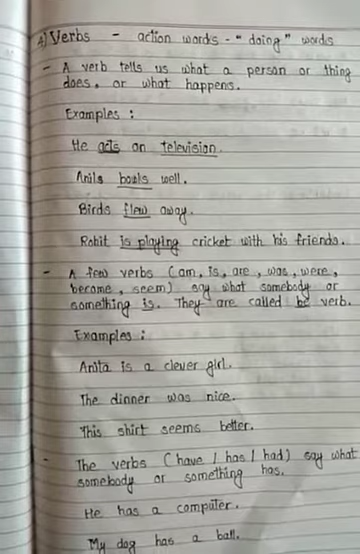 2) Verbs - action words - "doing" words
- A verb tells us what a person or thing
does, or what happens.
Examples :
He acts on television.
Anils bowls well.
Birds flew away.
Rohit is playing cricket with his friends.
- A few verbs (am, is, are, was, were,
become, seem) say what somebody or
something is. They are called be verb.
Examples :
Anita is a clever girl.
The dinner was nice.
This shirt seems better.
- The verbs (have / has / had) say what
somebody or something has.
He has a computer.
My dog has a ball.